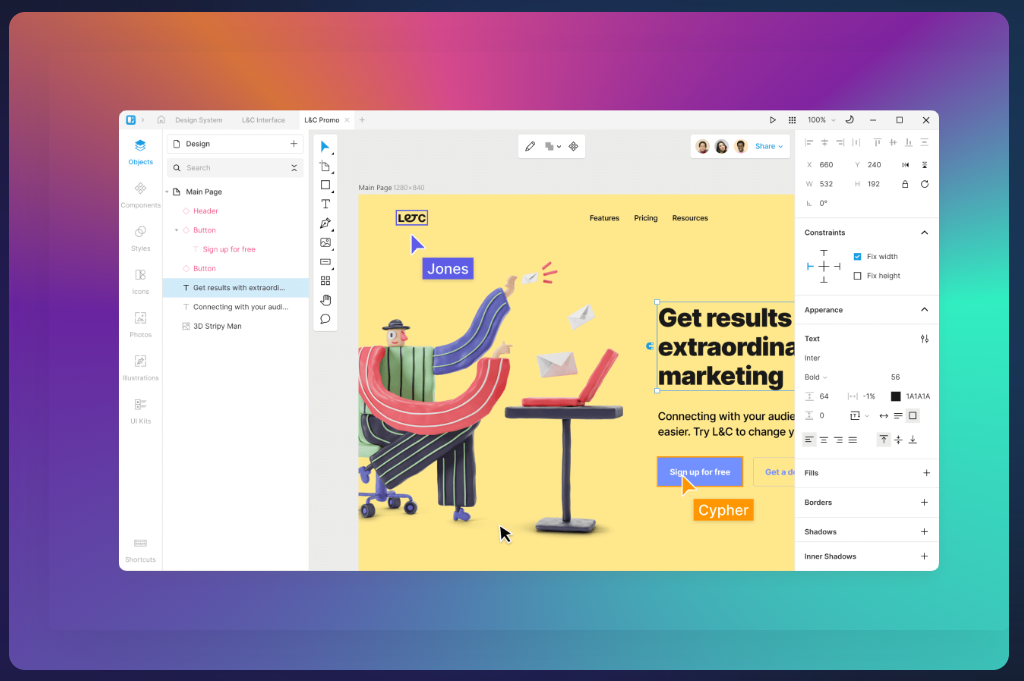 Design System
L&C Interface
L&C Promo
100%
Objects
Components
Styles
Icons
Photos
Illustrations
UI Kits
Shortcuts
Design
Search
Main Page
Header
Button
Sign up for free
Button
Get results with extraordi...
Connecting with your audi...
3D Stripy Man
Share
Main Page 1280×840
L&C
Features
Pricing
Resources
Jones
Get results
extraordina
marketing
Connecting with your audie
easier. Try L&C to change y
Sign up for free
Get a de
Cypher
X 660 Y 240
W 532 H 192
0°
Constraints
Fix width
Fix height
Apperance
Text
Inter
Bold 56
64 -1% 1A1A1A
0
Fills
Borders
Shadows
Inner Shadows